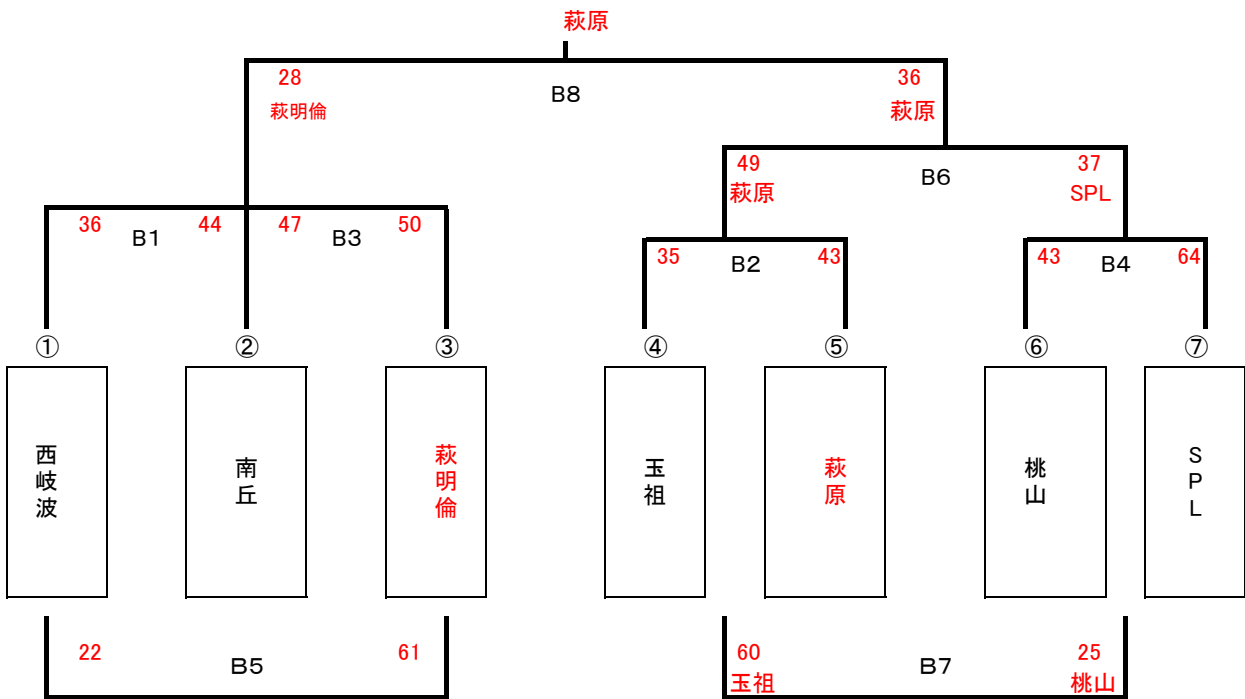 萩原
28
36
B8
萩明倫
萩原
49
37
B6
萩原
SPL
36
44
47
50
B1
B3
35
43
43
64
B2
B4
①
②
③
④
⑤
⑥
⑦
西岐波
南丘
萩明倫
玉祖
萩原
桃山
SPL
22
61
B5
60
25
B7
玉祖
桃山